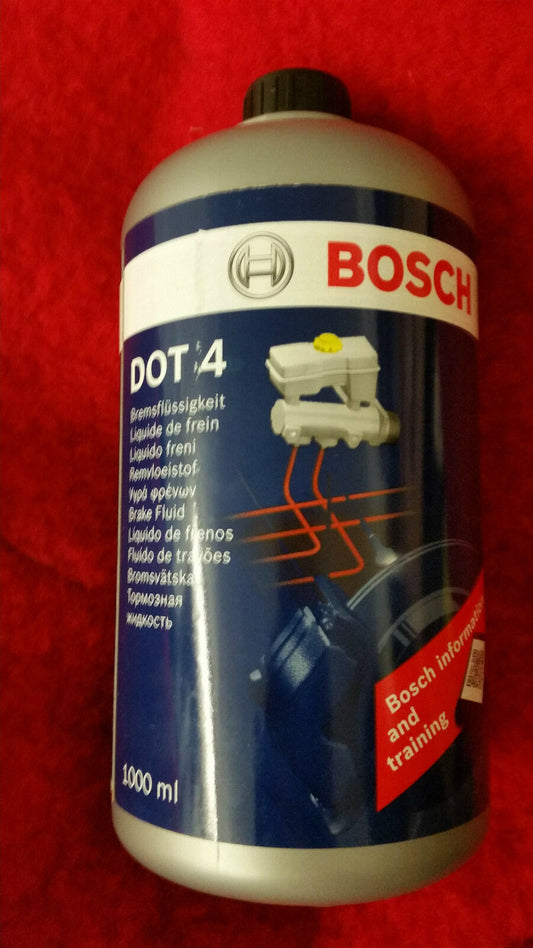 BOSCH
DOT 4
Bremsflüssigkeit
Liquide de frein
Liquido freni
Remvloeistof
Υγρά φρένων
Brake Fluid
Líquido de frenos
Fluido de travões
Bromsvätska
Тормозная
жидкость
1000 ml
Bosch information
and
training